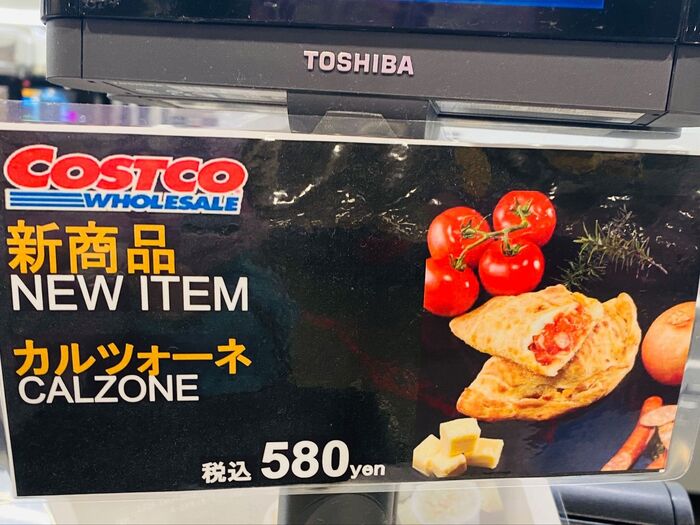 TOSHIBA
COSTCO
WHOLESALE
新商品
NEW ITEM
カルツォーネ
CALZONE
税込 580yen